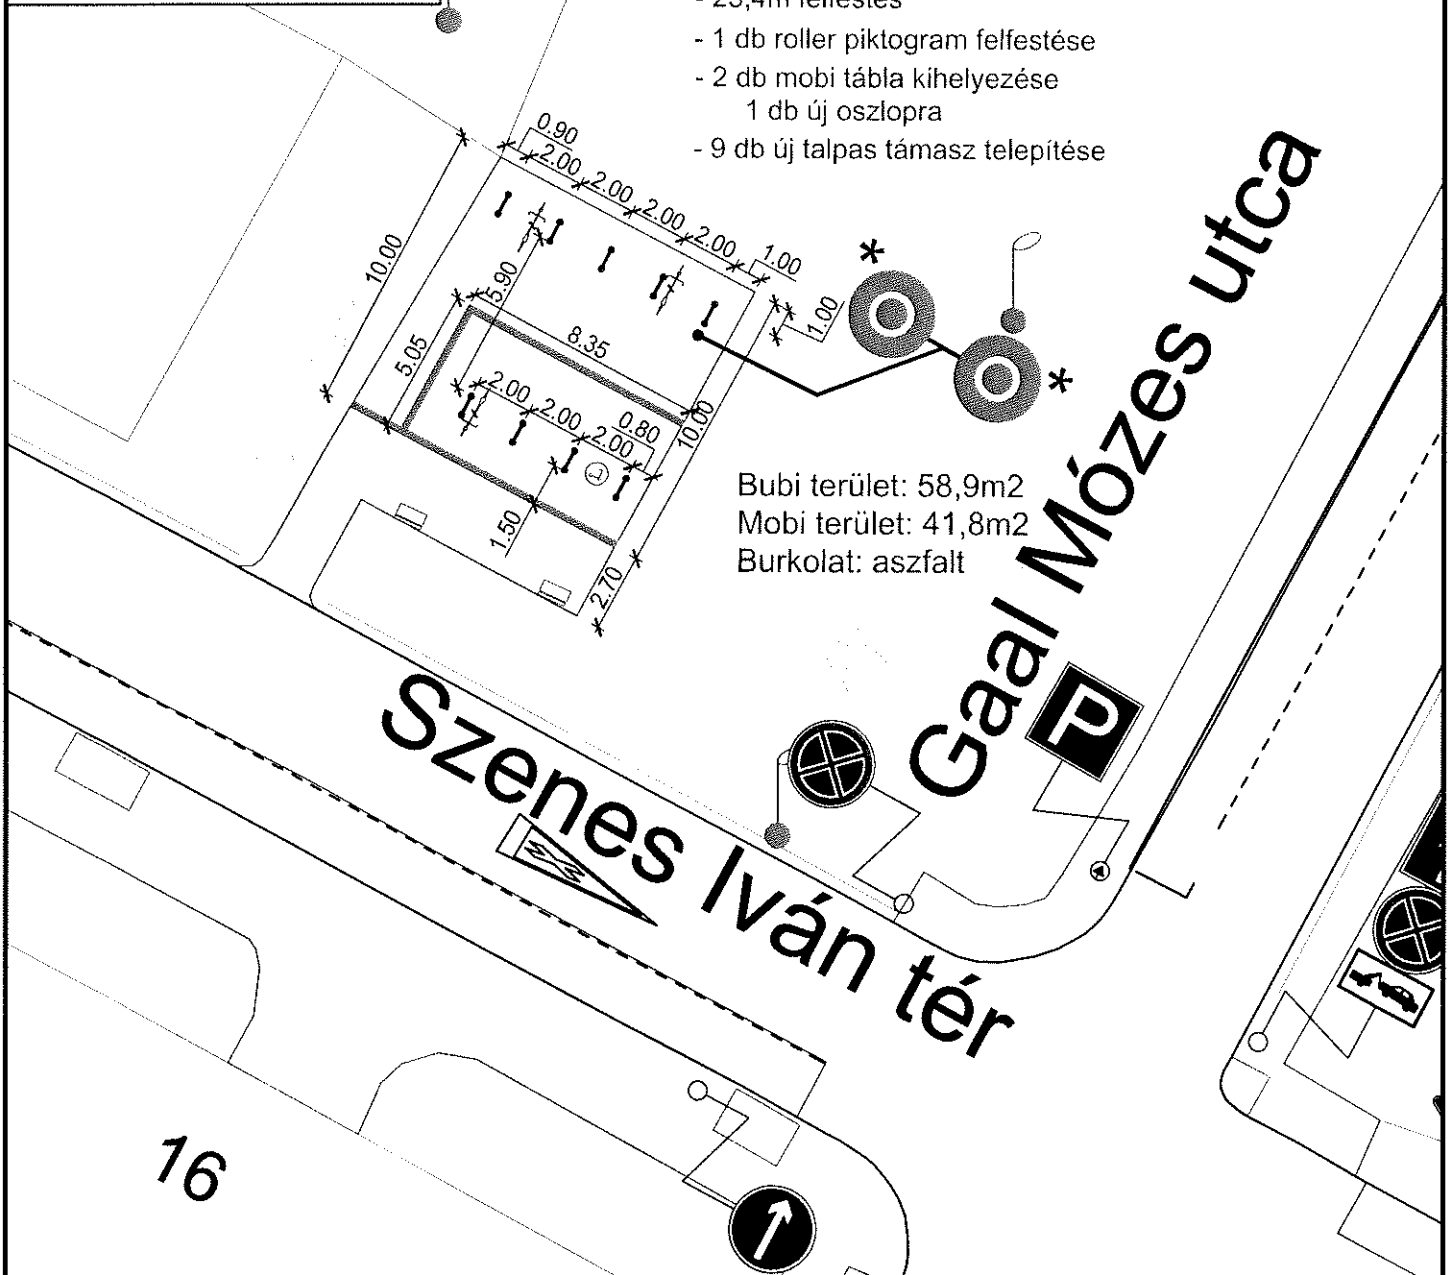 - 23,4m felfestés
- 1 db roller piktogram felfestése
- 2 db mobi tábla kihelyezése
1 db új oszlopra
- 9 db új talpas támasz telepítése
0.90
2.00
2.00
2.00
2.00
1.00
10.00
5.90
1.00
5.05
8.35
2.00
2.00
2.00
0.80
10.00
1.50
2.70
*
*
Bubi terület: 58,9m2
Mobi terület: 41,8m2
Burkolat: aszfalt
Gaal Mózes utca
P
Szenes Iván tér
16